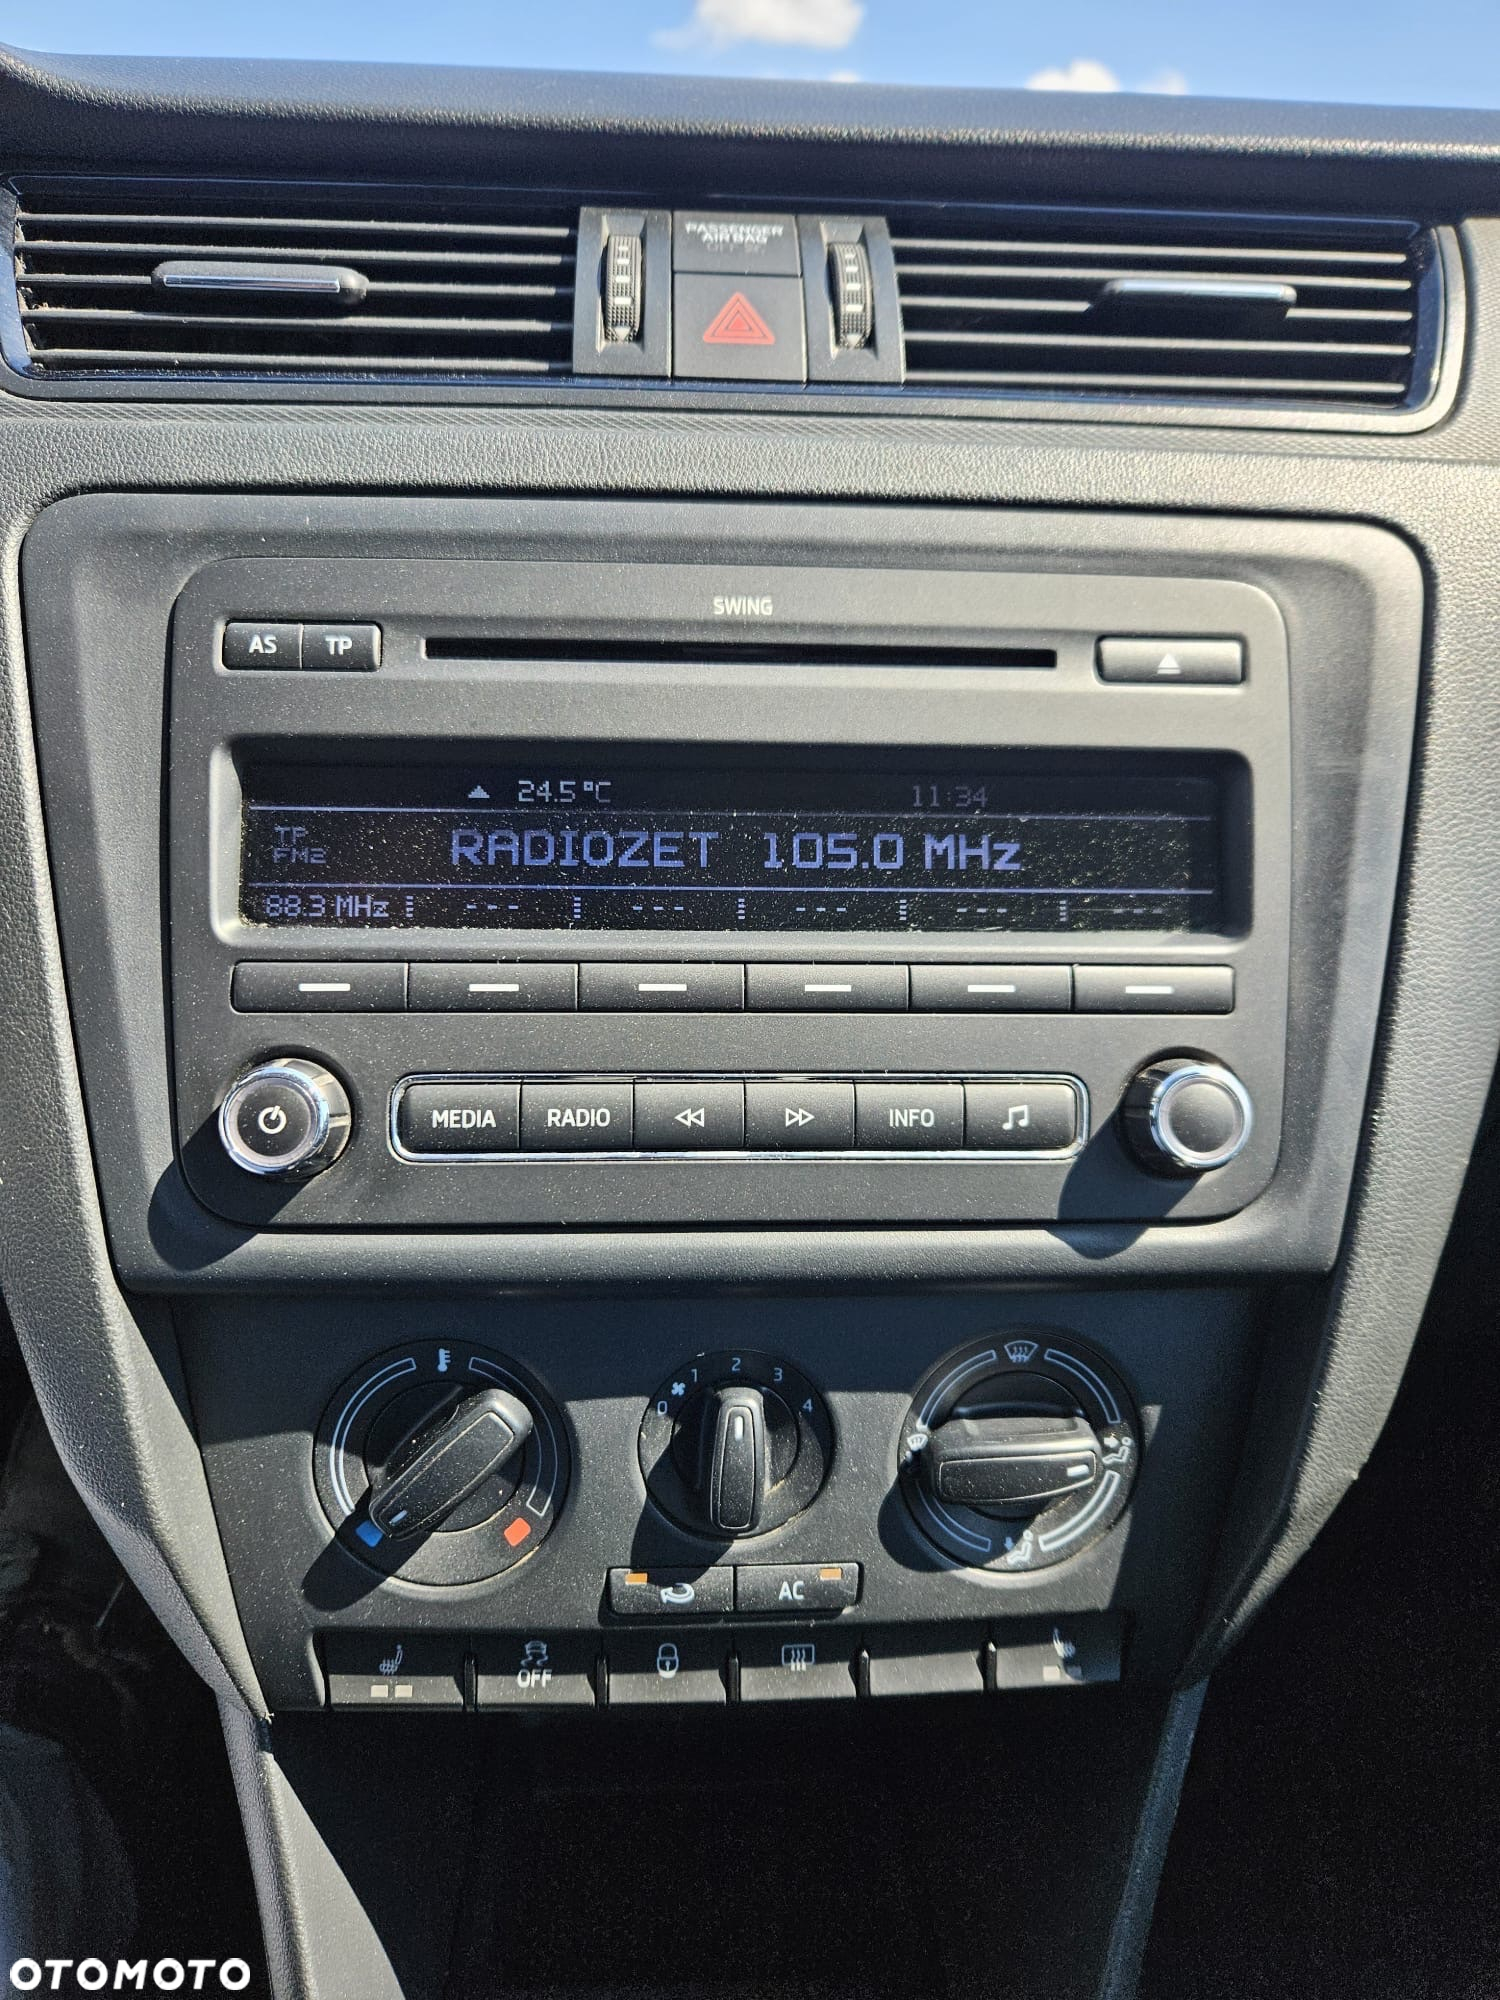 PASSENGER
AIR BAG
SWING
AS TP
24.5°C 11:34
TP
FM2
RADIOZET 105.0 MHz
88.3 MHz --- --- --- --- ---
MEDIA RADIO INFO
0 1 2 3 4
AC
OFF
OTOMOTO